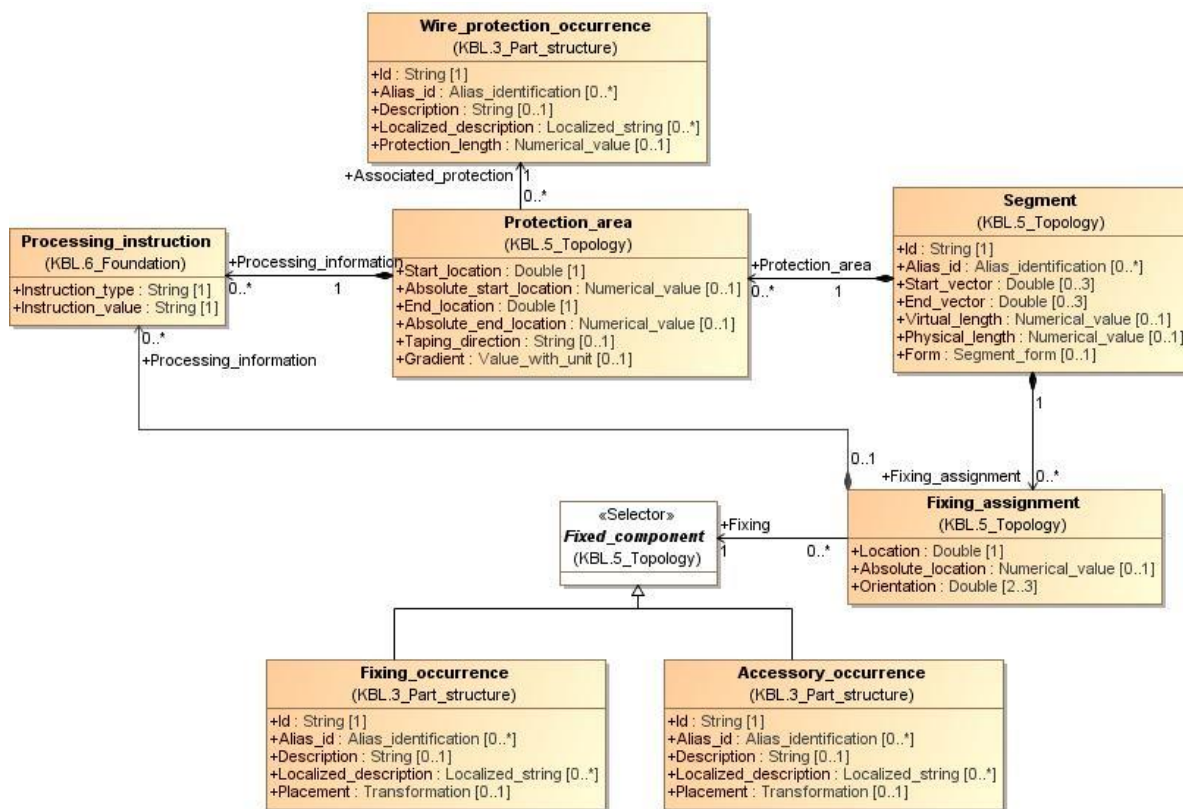 Wire_protection_occurrence
(KBL.3_Part_structure)
+Id : String [1]
+Alias_id : Alias_identification [0..*]
+Description : String [0..1]
+Localized_description : Localized_string [0..*]
+Protection_length : Numerical_value [0..1]
+Associated_protection
1
0..*
Protection_area
(KBL.5_Topology)
+Start_location : Double [1]
+Absolute_start_location : Numerical_value [0..1]
+End_location : Double [1]
+Absolute_end_location : Numerical_value [0..1]
+Taping_direction : String [0..1]
+Gradient : Value_with_unit [0..1]
Segment
(KBL.5_Topology)
+Id : String [1]
+Alias_id : Alias_identification [0..*]
+Start_vector : Double [0..3]
+End_vector : Double [0..3]
+Virtual_length : Numerical_value [0..1]
+Physical_length : Numerical_value [0..1]
+Form : Segment_form [0..1]
Processing_instruction
(KBL.6_Foundation)
+Instruction_type : String [1]
+Instruction_value : String [1]
+Processing_information
0..*
1
+Protection_area
0..*
1
0..*
+Processing_information
1
0..1
+Fixing_assignment
0..*
Fixing_assignment
(KBL.5_Topology)
+Location : Double [1]
+Absolute_location : Numerical_value [0..1]
+Orientation : Double [2..3]
«Selector»
Fixed_component
(KBL.5_Topology)
+Fixing
1
0..*
Fixing_occurrence
(KBL.3_Part_structure)
+Id : String [1]
+Alias_id : Alias_identification [0..*]
+Description : String [0..1]
+Localized_description : Localized_string [0..*]
+Placement : Transformation [0..1]
Accessory_occurrence
(KBL.3_Part_structure)
+Id : String [1]
+Alias_id : Alias_identification [0..*]
+Description : String [0..1]
+Localized_description : Localized_string [0..*]
+Placement : Transformation [0..1]